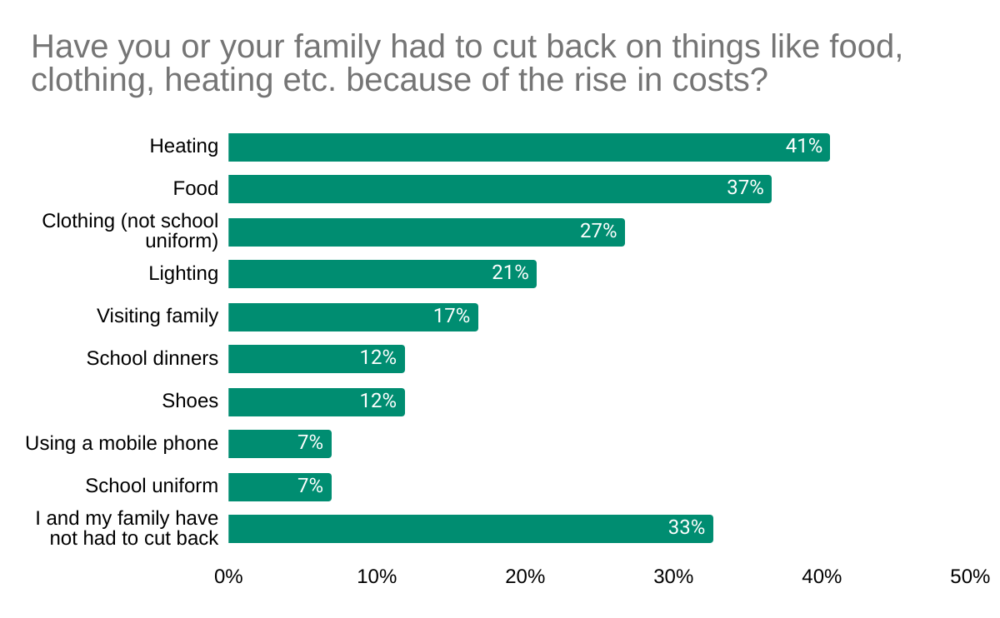 Have you or your family had to cut back on things like food,
clothing, heating etc. because of the rise in costs?
Heating
41%
Food
37%
Clothing (not school
uniform)
27%
Lighting
21%
Visiting family
17%
School dinners
12%
Shoes
12%
Using a mobile phone
7%
School uniform
7%
I and my family have
not had to cut back
33%
0%
10%
20%
30%
40%
50%